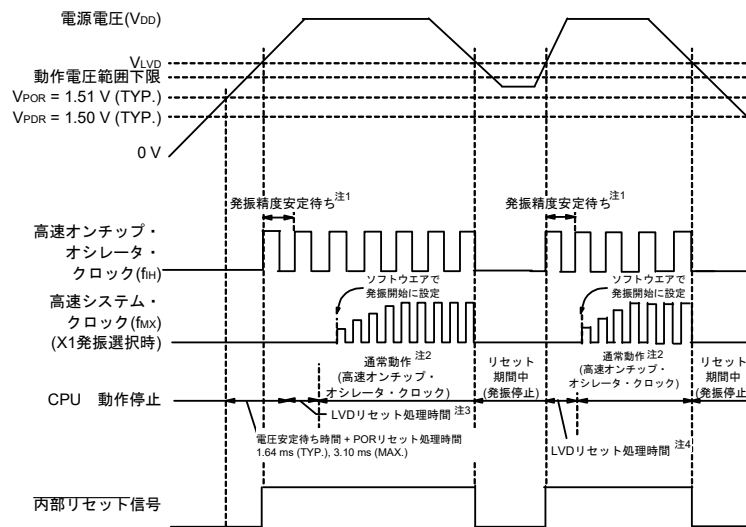 電源電圧(VDD)
VLVD
動作電圧範囲下限
VPOR = 1.51 V (TYP.)
VPDR = 1.50 V (TYP.)
0 V
発振精度安定待ち注1
発振精度安定待ち注1
高速オンチップ・
オシレータ・
クロック(fIH)
ソフトウエアで
発振開始に設定
ソフトウエアで
発振開始に設定
高速システム・
クロック(fMX)
(X1発振選択時)
通常動作注2
(高速オンチップ・
オシレータ・クロック)
リセット
期間中
(発振停止)
通常動作注2
(高速オンチップ・
オシレータ・クロック)
リセット
期間中
(発振停止)
CPU 動作停止
LVDリセット処理時間注3
電圧安定待ち時間 + PORリセット処理時間
1.64 ms (TYP.), 3.10 ms (MAX.)
LVDリセット処理時間注4
内部リセット信号